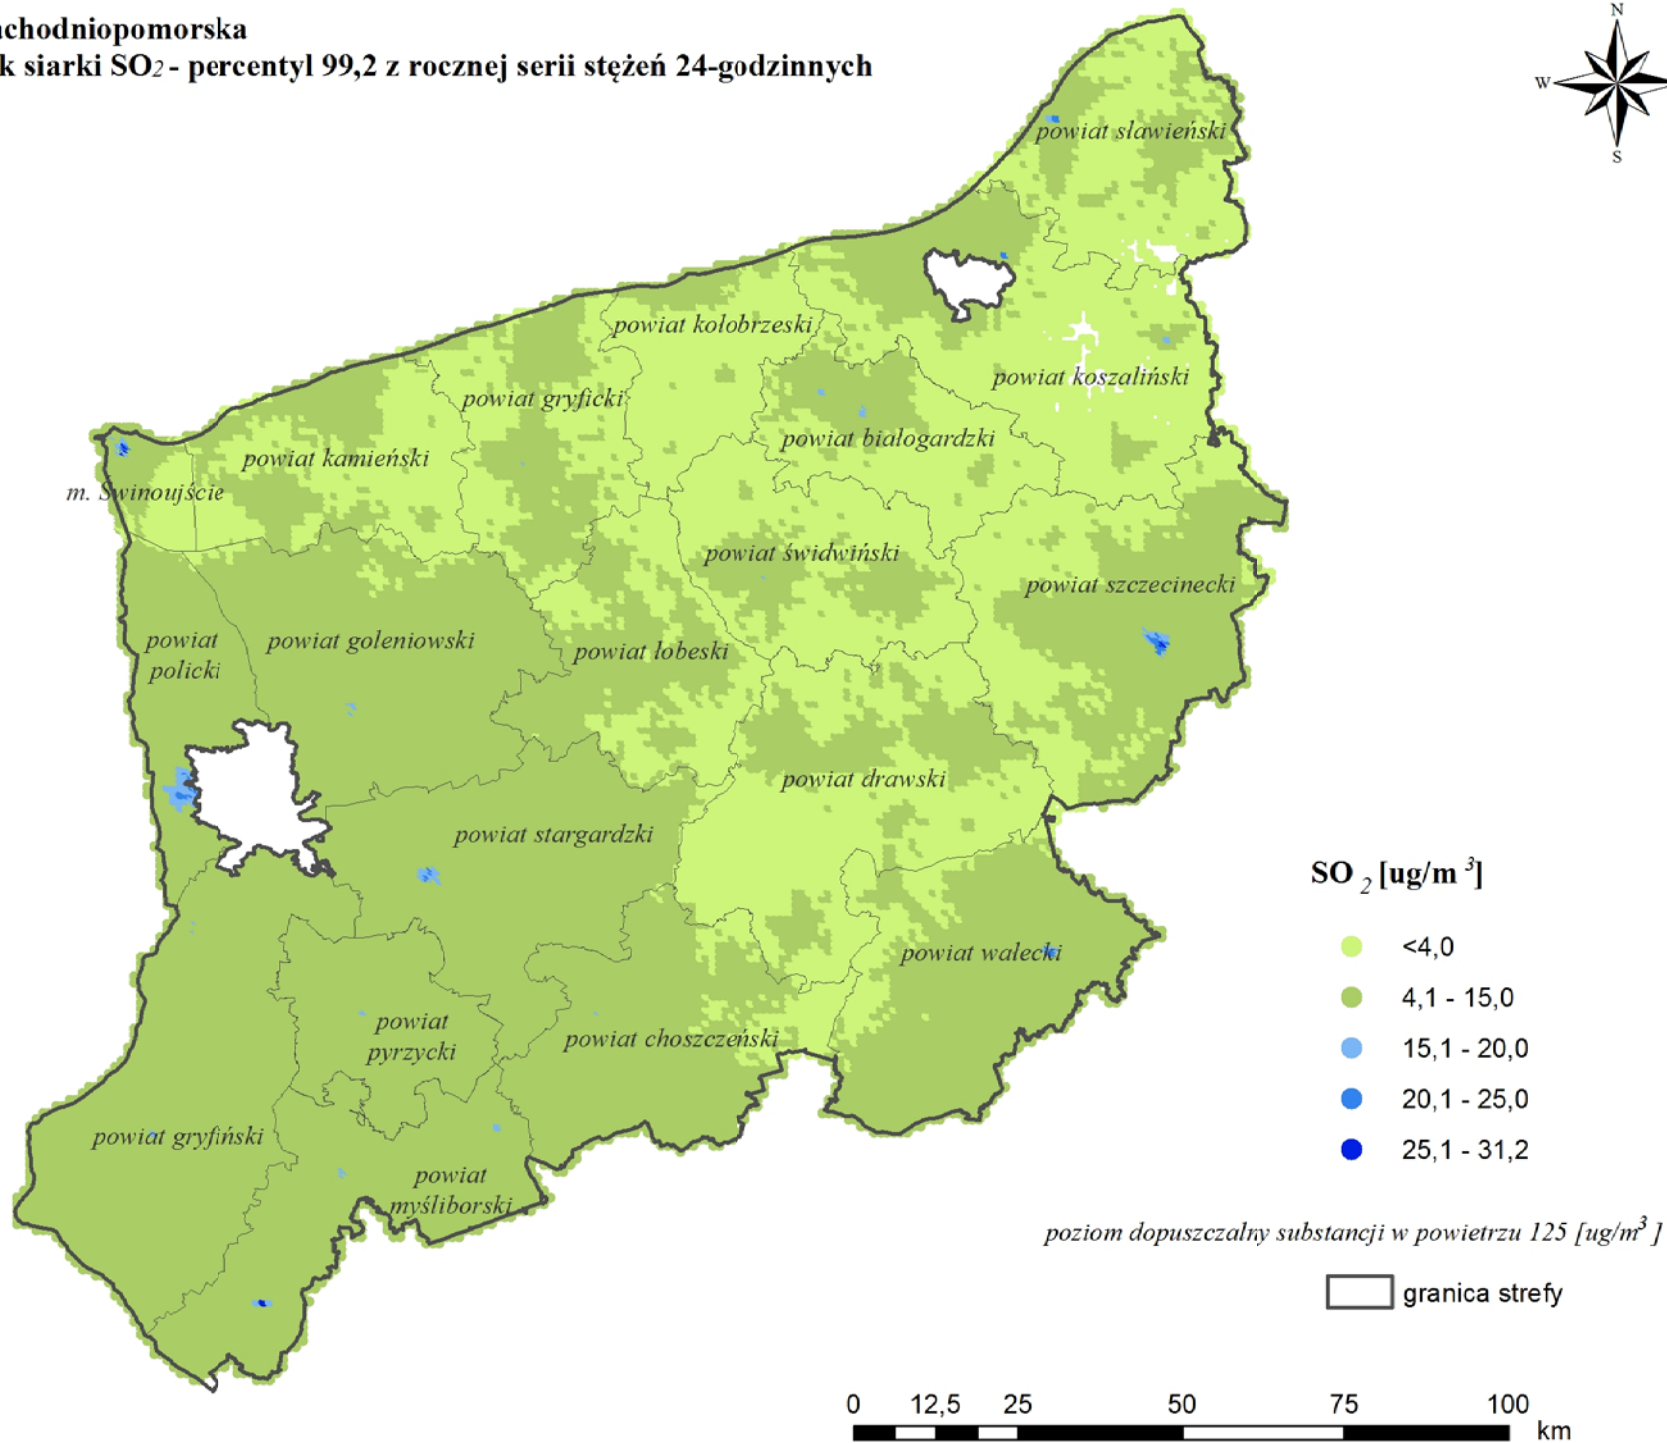 achodniopomorska
k siarki SO2 - percentyl 99,2 z rocznej serii stężeń 24-godzinnych
N
W
S
powiat sławieński
powiat kołobrzeski
powiat koszaliński
powiat gryficki
powiat białogardzki
powiat kamieński
m. Świnoujście
powiat świdwiński
powiat szczecinecki
powiat
policki
powiat goleniowski
powiat łobeski
powiat drawski
powiat stargardzki
powiat wałecki
powiat
pyrzycki
powiat choszczeński
powiat gryfiński
powiat
myśliborski
SO 2 [ug/m ³]
<4,0
4,1 - 15,0
15,1 - 20,0
20,1 - 25,0
25,1 - 31,2
poziom dopuszczalny substancji w powietrzu 125 [ug/m³ ]
granica strefy
0 12,5 25 50 75 100
km